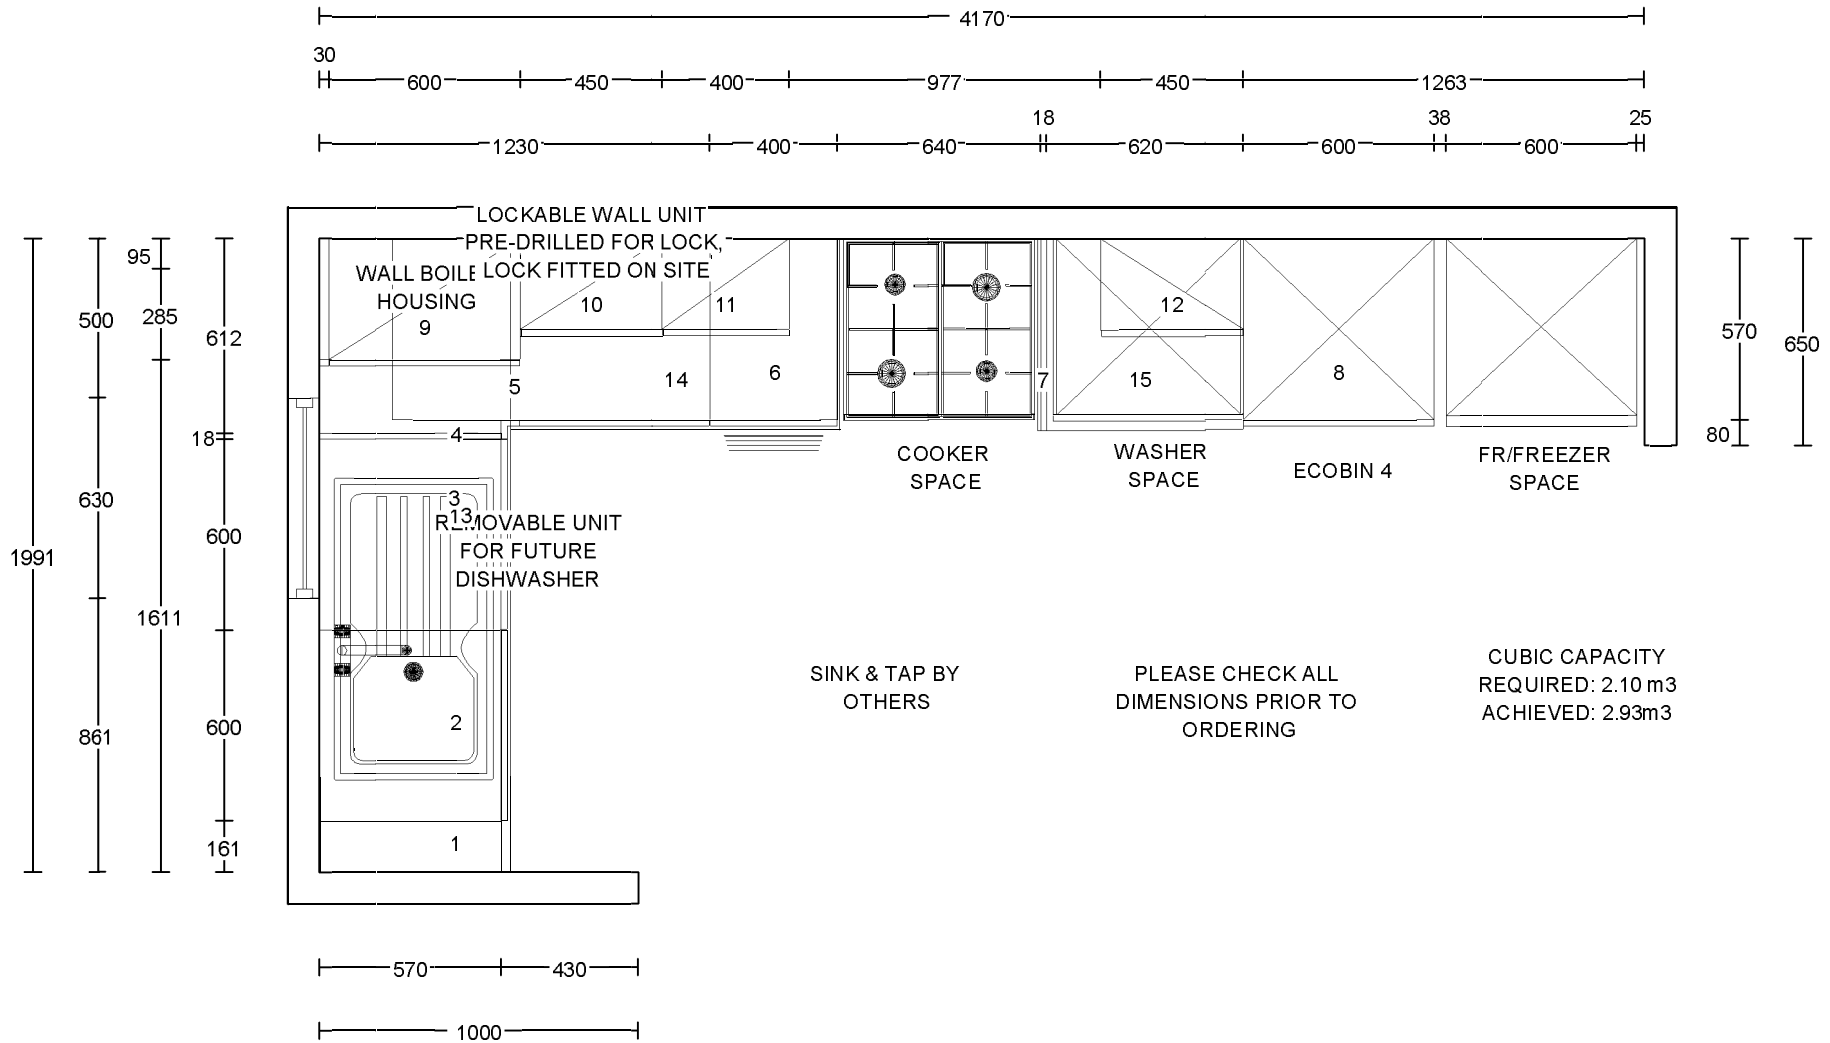 4170
30
600 450 400 977 450 1263
18 38 25
1230 400 640 620 600 600
LOCKABLE WALL UNIT
PRE-DRILLED FOR LOCK,
LOCK FITTED ON SITE
WALL BOILE
HOUSING
9
10
11
12
5
14
6
7
15
8
COOKER
SPACE
WASHER
SPACE
ECOBIN 4
FR/FREEZER
SPACE
4
3
13
REMOVABLE UNIT
FOR FUTURE
DISHWASHER
2
1
SINK & TAP BY
OTHERS
PLEASE CHECK ALL
DIMENSIONS PRIOR TO
ORDERING
CUBIC CAPACITY
REQUIRED: 2.10 m3
ACHIEVED: 2.93m3
1991
500
630
861
95
285
1611
612
18
600
600
161
570
80
650
570 430
1000